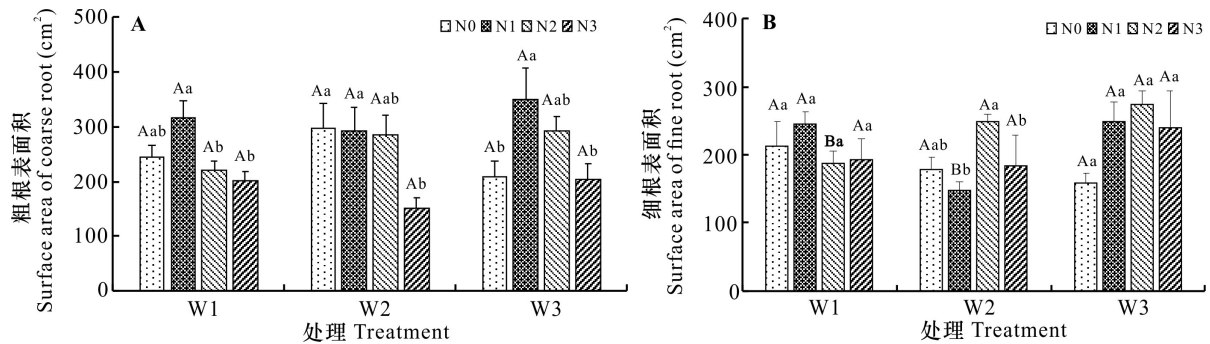 A
N0 N1 N2 N3
粗根表面积
Surface area of coarse root (cm²)
500
400
300
200
100
0
Aab Aa Ab Ab
Aa Aa Aab Ab
Ab Aa Aab Ab
W1 W2 W3
处理 Treatment
B
N0 N1 N2 N3
细根表面积
Surface area of fine root (cm²)
400
300
200
100
0
Aa Aa Ba Aa
Aab Bb Aa Ab
Aa Aa Aa Aa
W1 W2 W3
处理 Treatment